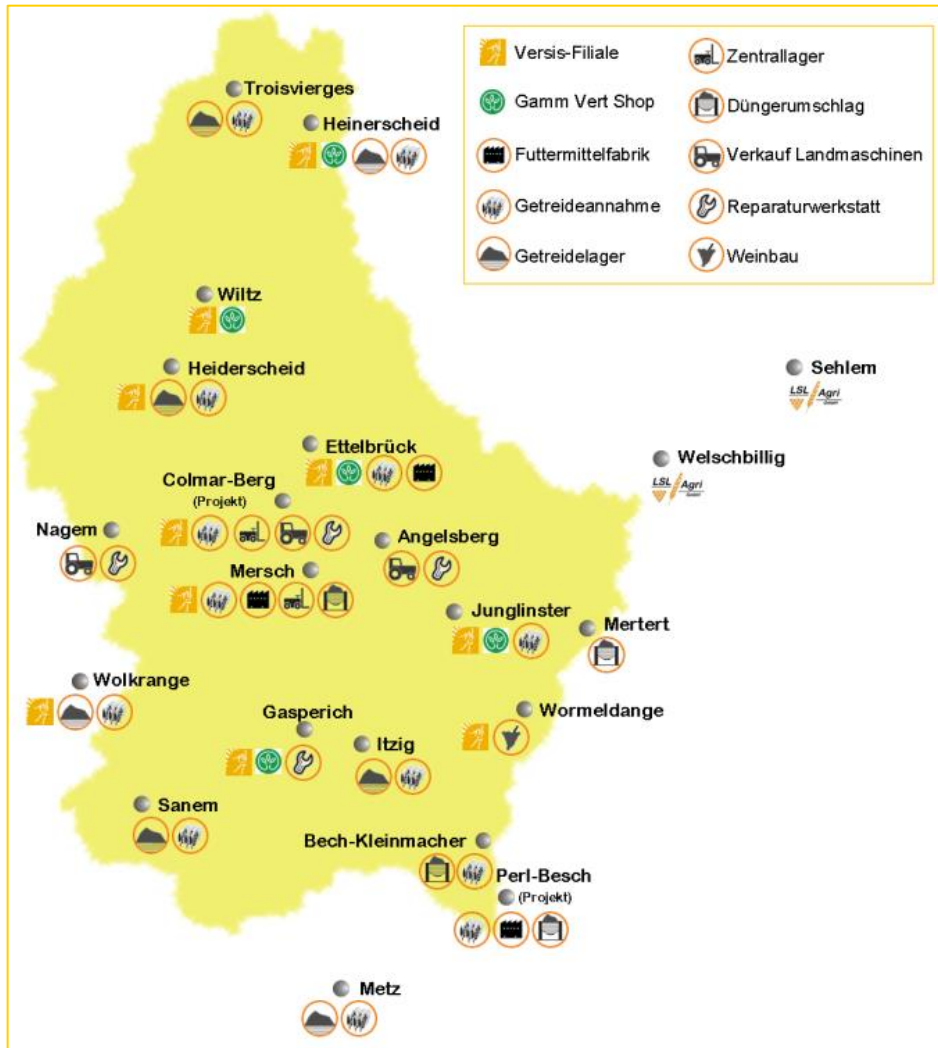 Troisvierges
Heinerscheid
Versis-Filiale
Gamm Vert Shop
Futtermittelfabrik
Getreideannahme
Getreidelager
Zentrallager
Düngerumschlag
Verkauf Landmaschinen
Reparaturwerkstatt
Weinbau
Wiltz
Heiderscheid
Sehlem
LSL Agri
Ettelbrück
Welschbillig
LSL Agri
Colmar-Berg
(Projekt)
Nagem
Angelsberg
Mersch
Junglinster
Mertert
Wolkrange
Wormeldange
Gasperich
Itzig
Sanem
Bech-Kleinmacher
Perl-Besch
(Projekt)
Metz